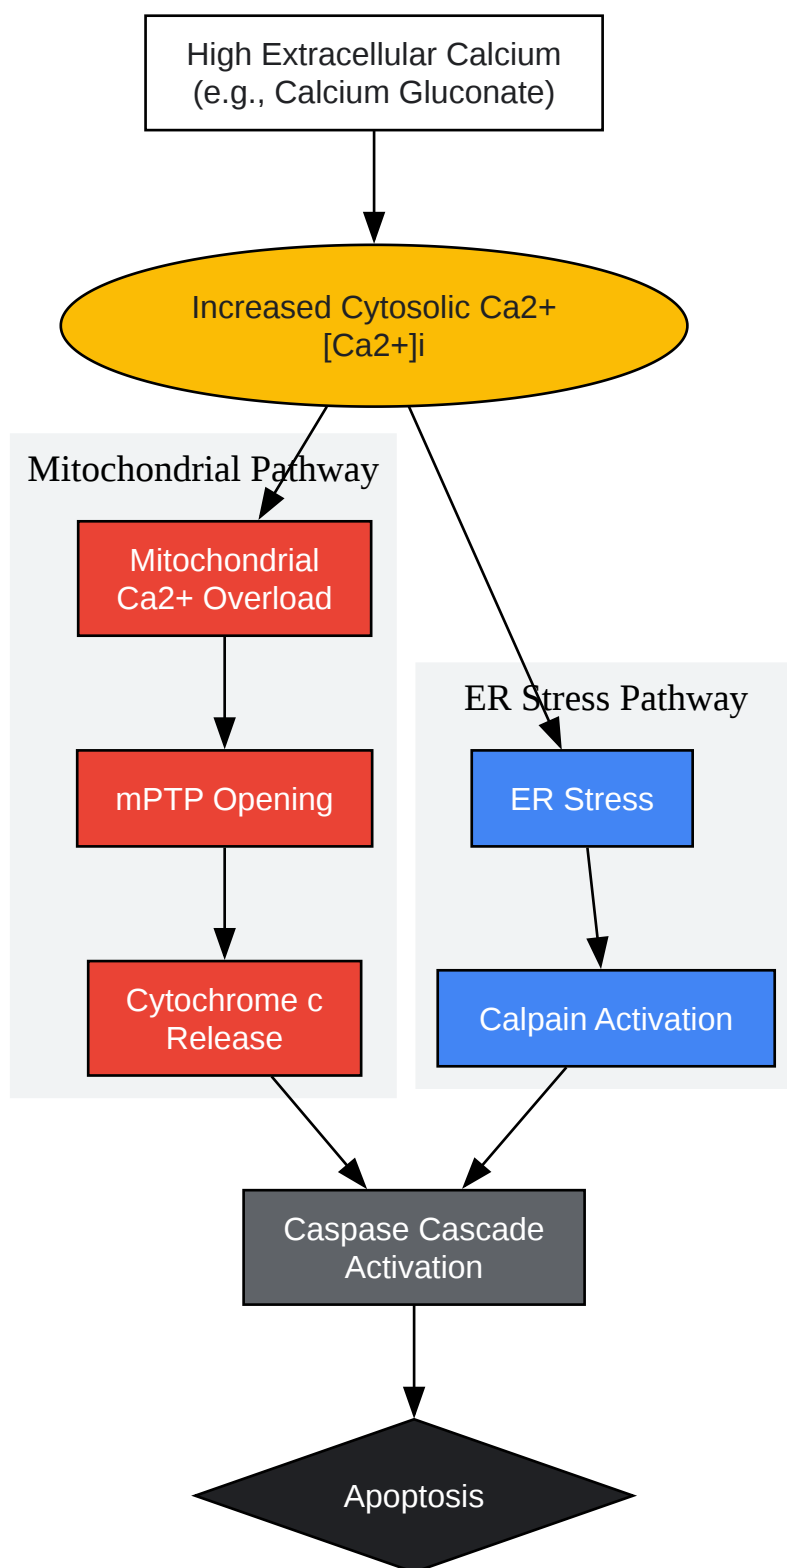 High Extracellular Calcium
(e.g., Calcium Gluconate)
Increased Cytosolic Ca2+
[Ca2+]i
Mitochondrial Pathway
Mitochondrial
Ca2+ Overload
mPTP Opening
Cytochrome c
Release
ER Stress Pathway
ER Stress
Calpain Activation
Caspase Cascade
Activation
Apoptosis